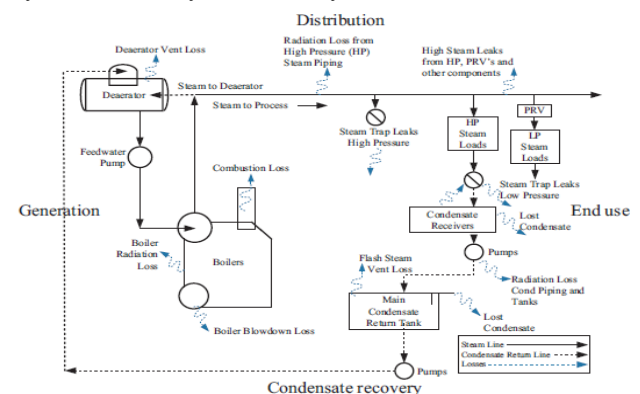 Distribution
Deaerator Vent Loss
Radiation Loss from
High Pressure (HP)
Steam Piping
High Steam Leaks
from HP, PRV's and
other components
Deaerator
Steam to Deaerator
Steam to Process
PRV
HP
Steam
Loads
LP
Steam
Loads
Steam Trap Leaks
High Pressure
Feedwater
Pump
Combustion Loss
Steam Trap Leaks
Low Pressure
Generation
End use
Condensate
Receivers
Lost
Condensate
Boiler
Radiation
Loss
Boilers
Flash Steam
Vent Loss
Pumps
Radiation Loss
Cond Piping and
Tanks
Main
Condensate
Return Tank
Lost
Condensate
Boiler Blowdown Loss
Steam Line
Condensate Return Line
Losses
Pumps
Condensate recovery